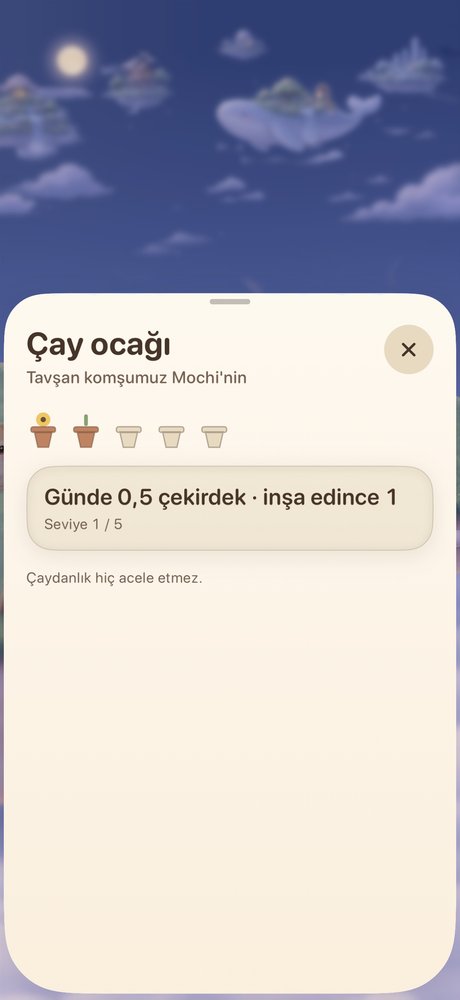 Çay ocağı
Tavşan komşumuz Mochi'nin
Günde 0,5 çekirdek · inşa edince 1
Seviye 1 / 5
Çaydanlık hiç acele etmez.